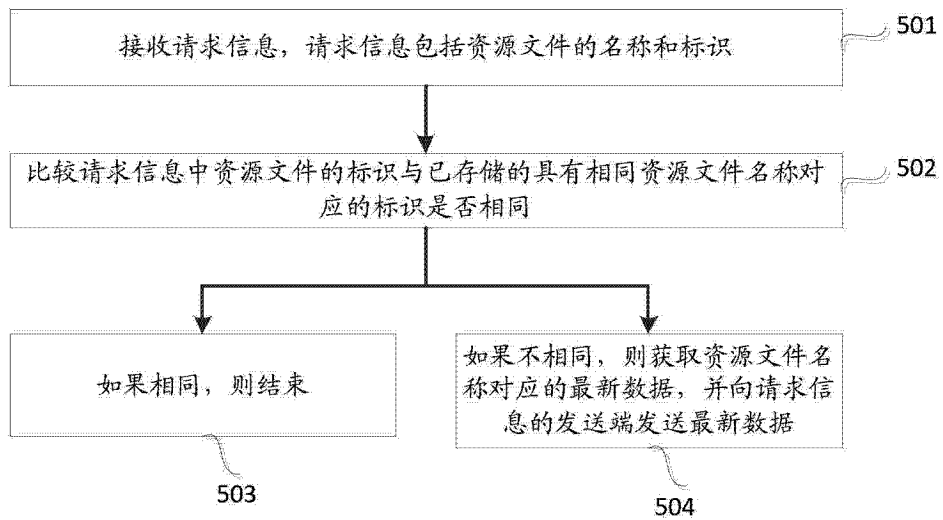 接收请求信息，请求信息包括资源文件的名称和标识
501
比较请求信息中资源文件的标识与已存储的具有相同资源文件名称对
应的标识是否相同
502
如果相同，则结束
503
如果不相同，则获取资源文件名
称对应的最新数据，并向请求信
息的发送端发送最新数据
504